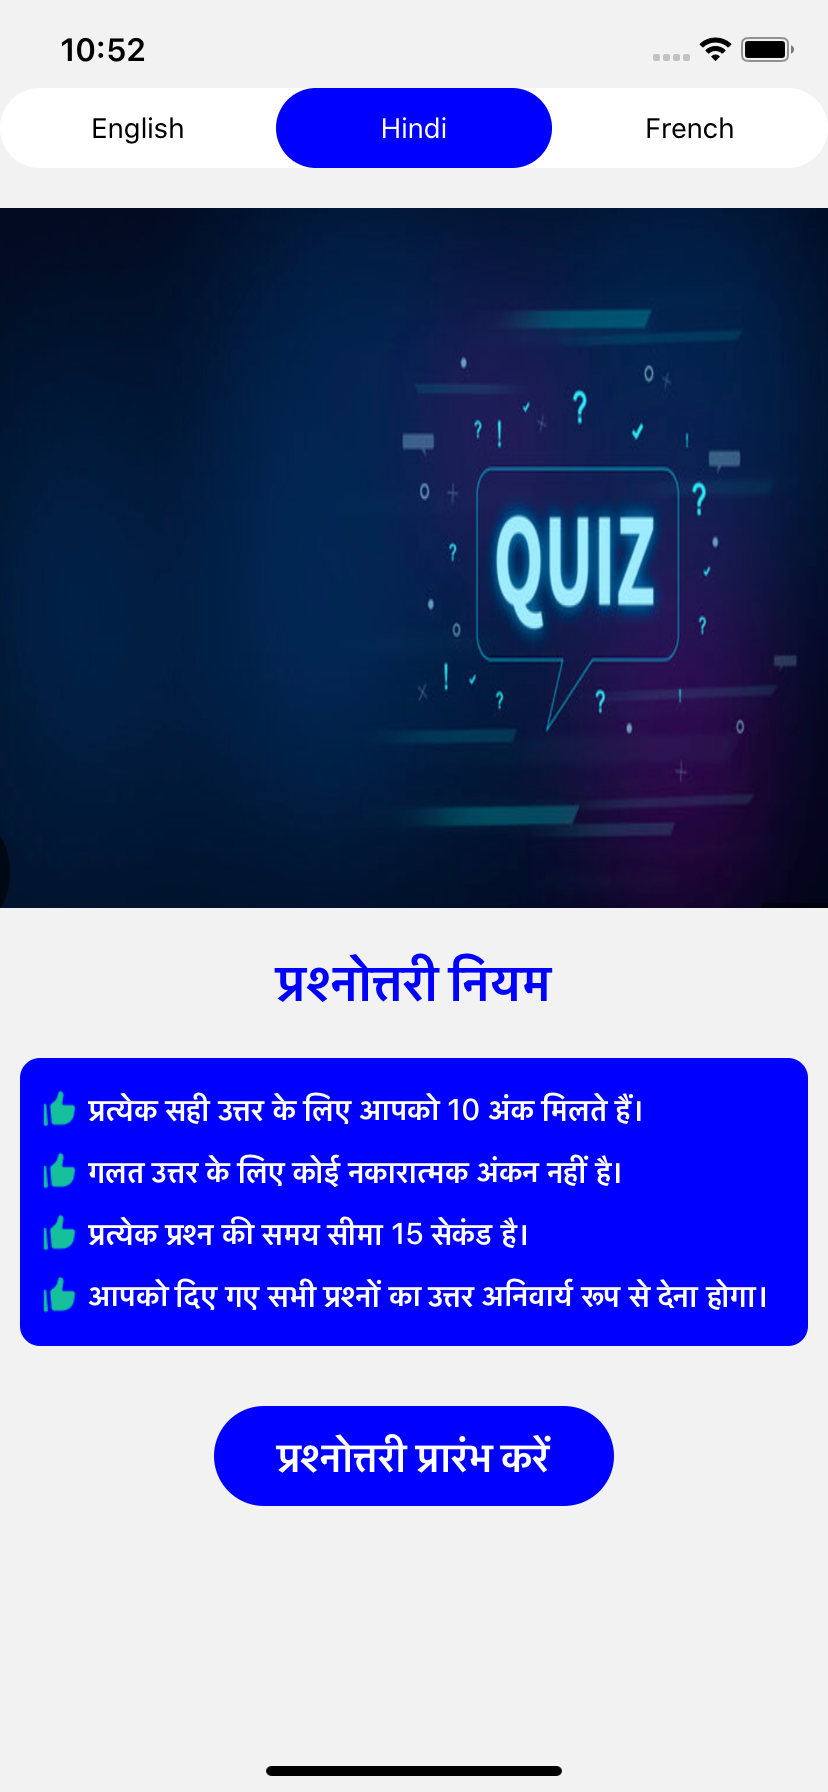 10:52
English Hindi French
QUIZ
प्रश्नोत्तरी नियम
प्रत्येक सही उत्तर के लिए आपको 10 अंक मिलते हैं।
गलत उत्तर के लिए कोई नकारात्मक अंकन नहीं है।
प्रत्येक प्रश्न की समय सीमा 15 सेकंड है।
आपको दिए गए सभी प्रश्नों का उत्तर अनिवार्य रूप से देना होगा।
प्रश्नोत्तरी प्रारंभ करें